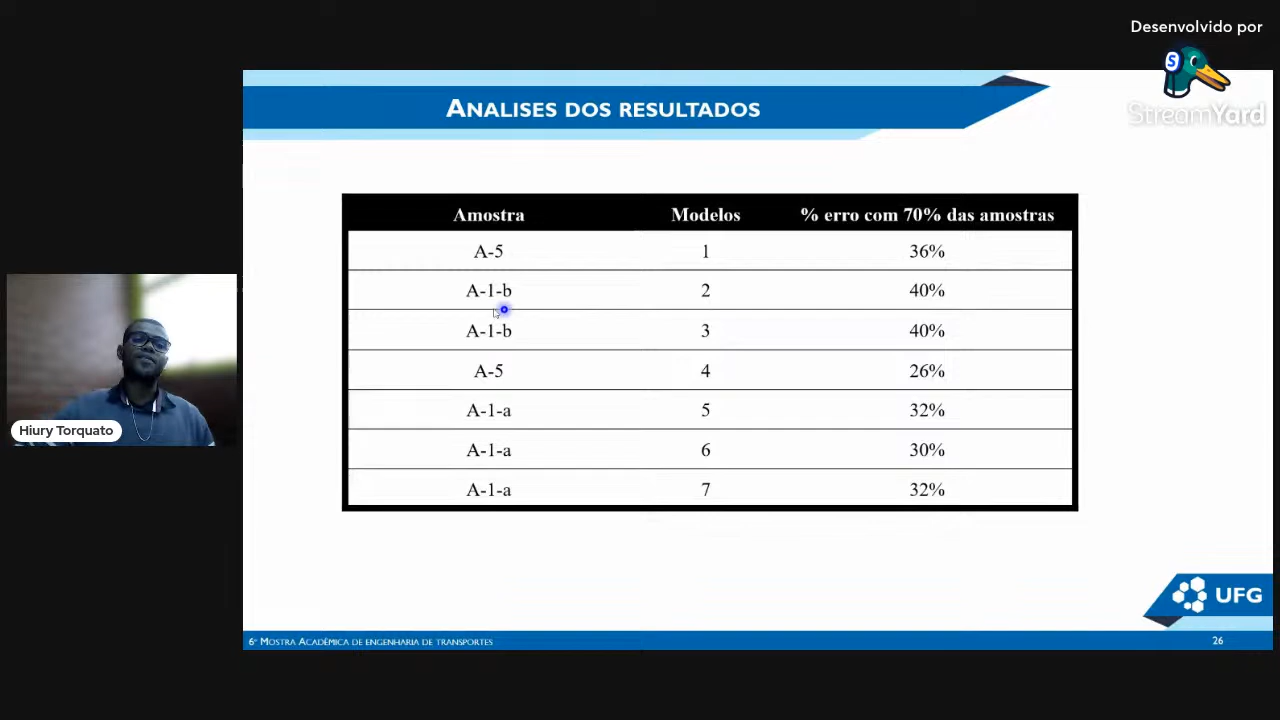 Desenvolvido por
S
StreamYard
ANALISES DOS RESULTADOS
Amostra Modelos % erro com 70% das amostras
A-5 1 36%
A-1-b 2 40%
A-1-b 3 40%
A-5 4 26%
A-1-a 5 32%
A-1-a 6 30%
A-1-a 7 32%
Hiury Torquato
UFG
6ª MOSTRA ACADÊMICA DE ENGENHARIA DE TRANSPORTES 26